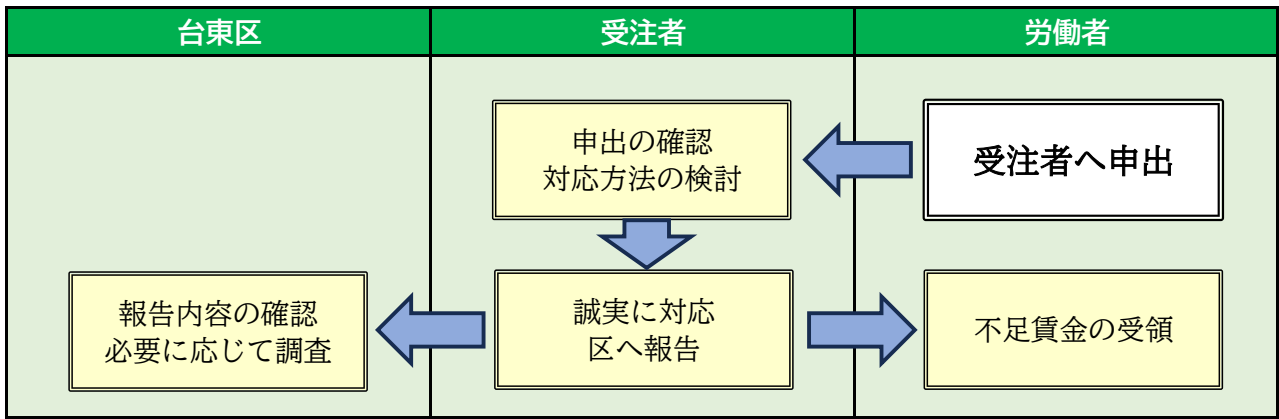 台東区
受注者
労働者
申出の確認
対応方法の検討
受注者へ申出
報告内容の確認
必要に応じて調査
誠実に対応
区へ報告
不足賃金の受領